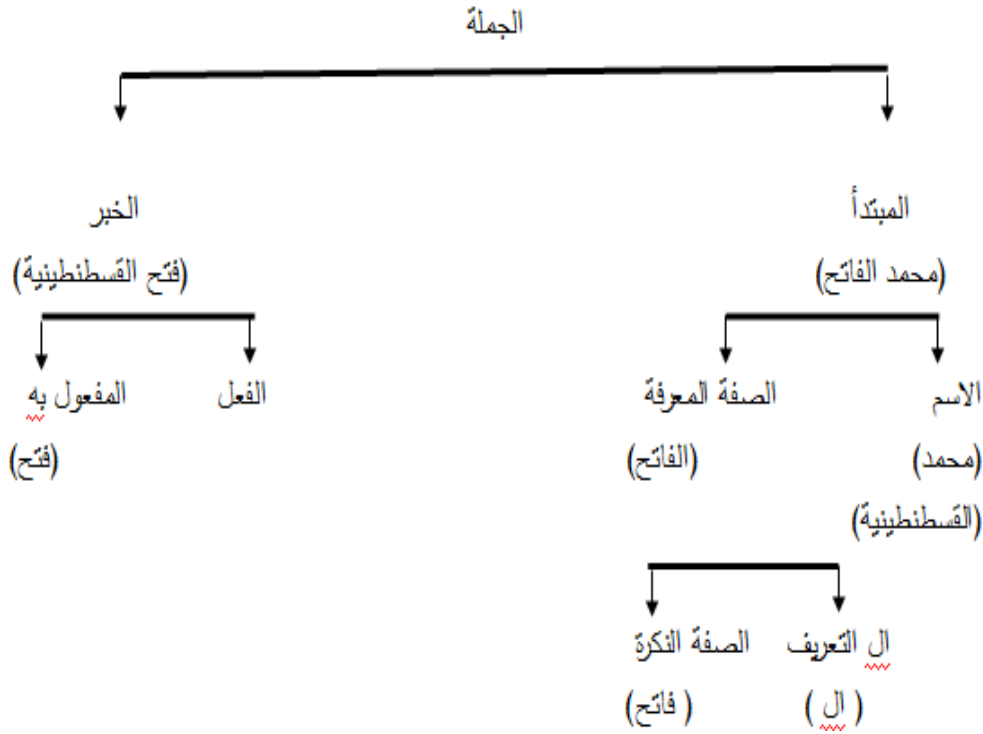 الجملة
المبتدأ الخبر
(محمد الفاتح) (فتح القسطنطينية)
الاسم الصفة المعرفة الفعل المفعول به
(محمد) (الفاتح) (فتح)
(القسطنطينية)
ال التعريف الصفة النكرة
( ال ) ( فاتح)